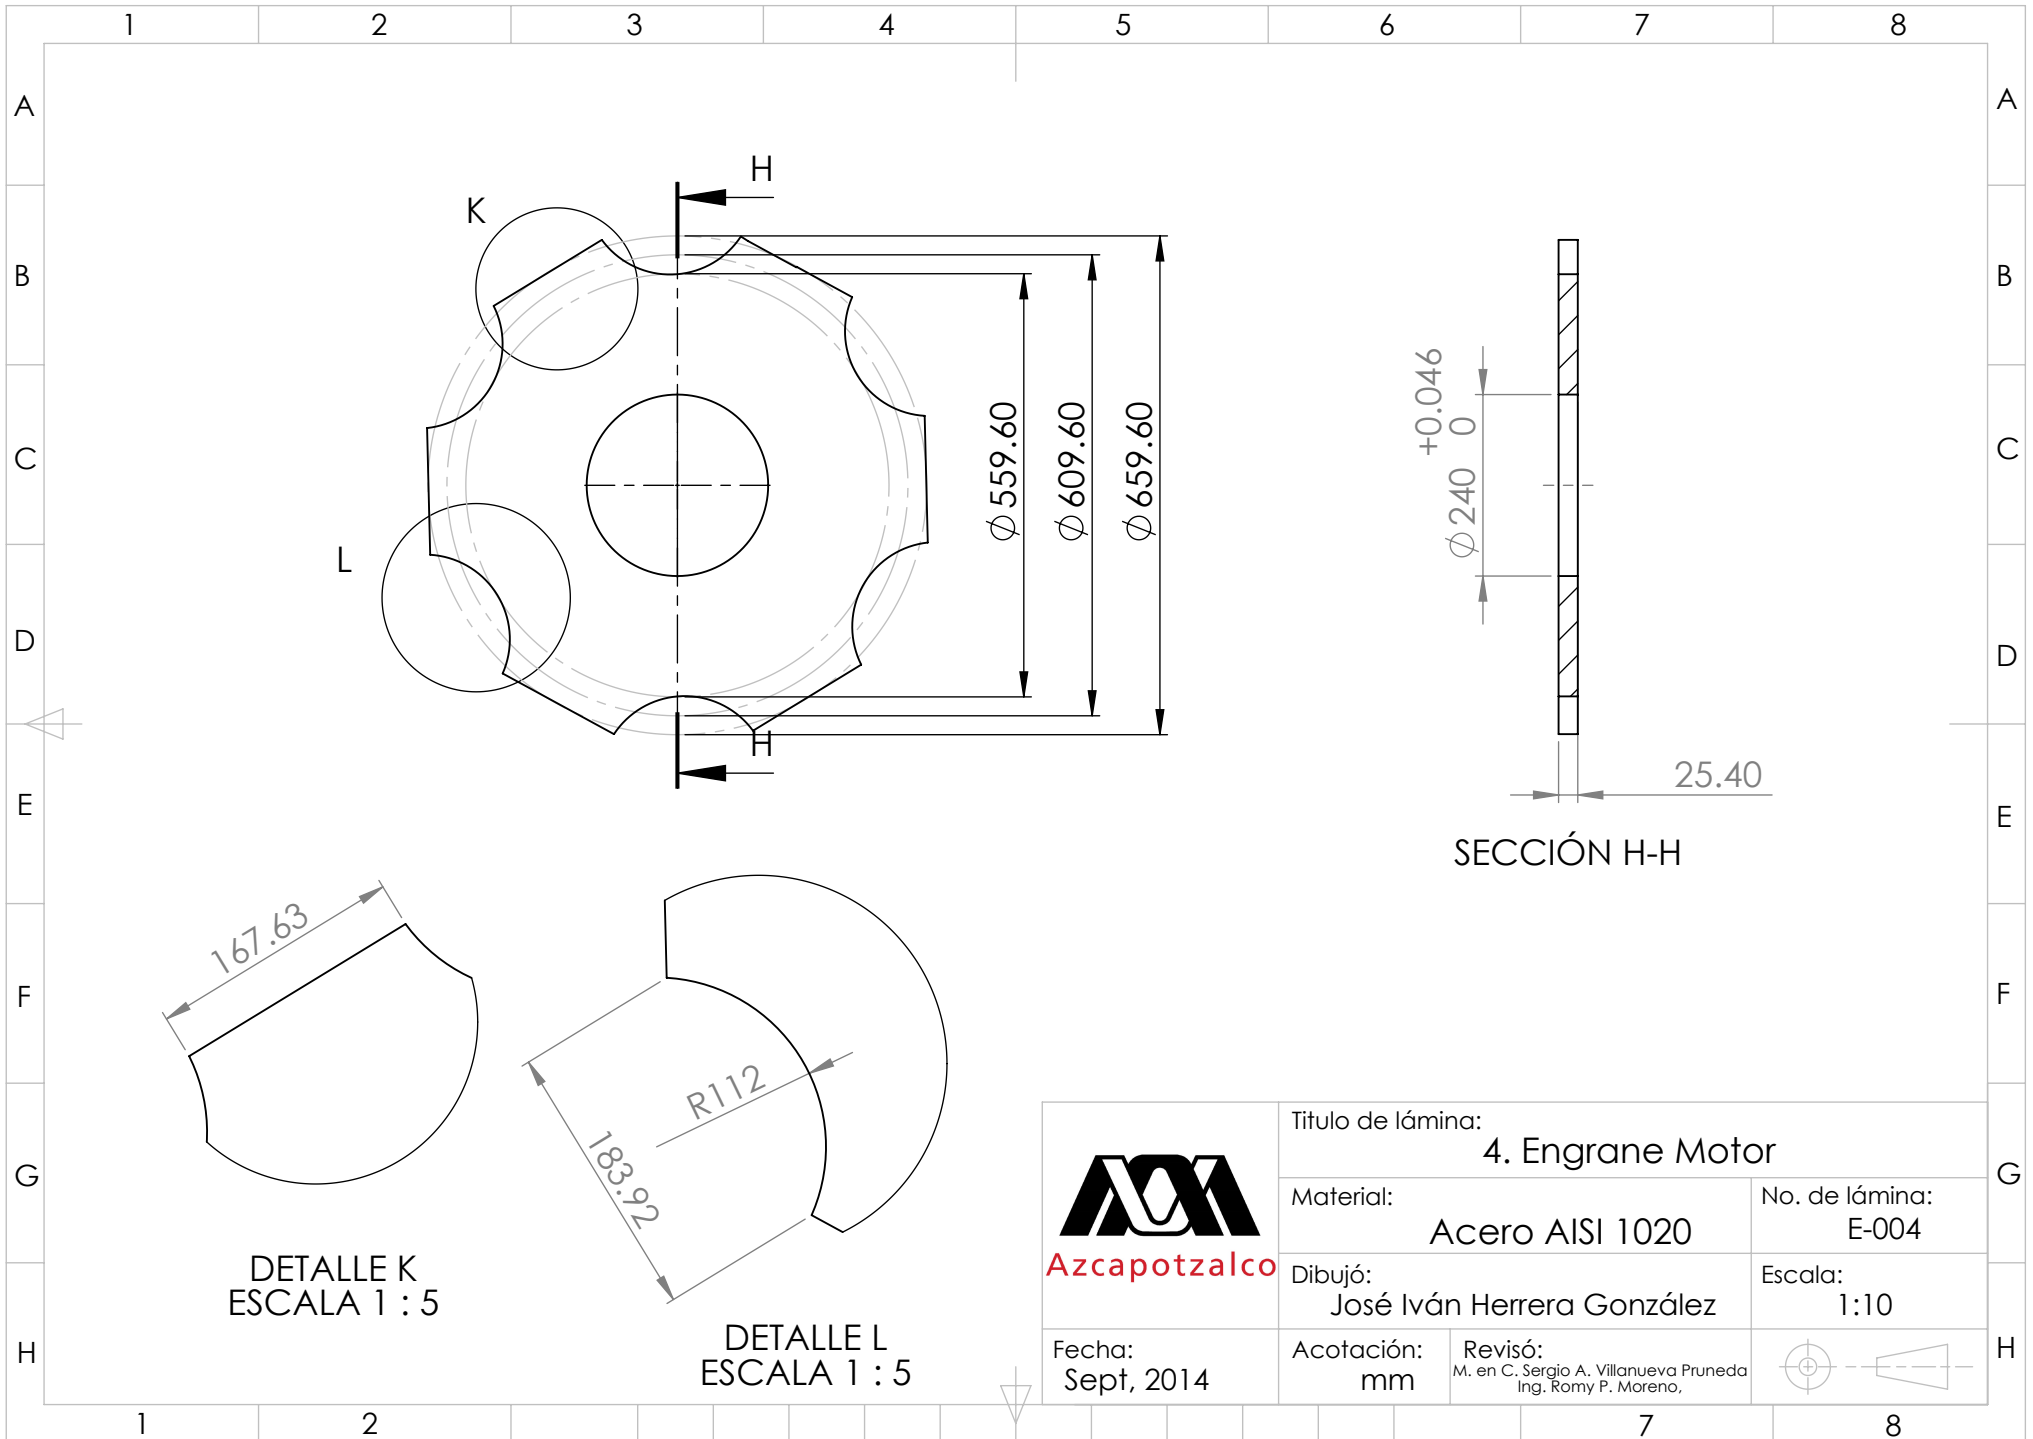 1 2 3 4 5 6 7 8
A A
B B
C C
D D
E E
F F
G G
H H
K
H
L
H
∅559.60
∅609.60
∅659.60
+0.046
∅240 0
25.40
SECCIÓN H-H
167.63
DETALLE K
ESCALA 1 : 5
R112
183.92
DETALLE L
ESCALA 1 : 5
Azcapotzalco
Titulo de lámina:
4. Engrane Motor
Material:
Acero AISI 1020
No. de lámina:
E-004
Dibujó:
José Iván Herrera González
Escala:
1:10
Fecha:
Sept, 2014
Acotación:
mm
Revisó:
M. en C. Sergio A. Villanueva Pruneda
Ing. Romy P. Moreno,
1 2 7 8